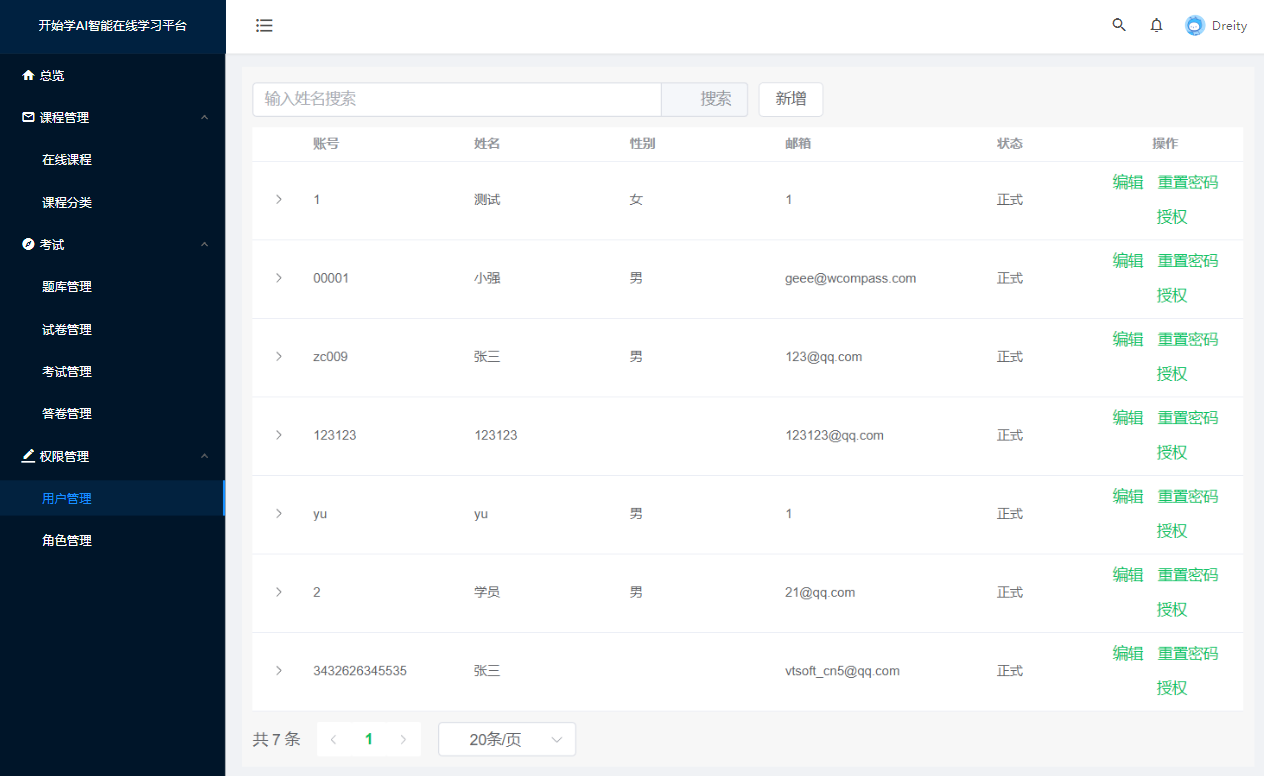 开始学AI智能在线学习平台
Dreity
总览
课程管理
在线课程
课程分类
考试
题库管理
试卷管理
考试管理
答卷管理
权限管理
用户管理
角色管理
输入姓名搜索 搜索 新增
账号 姓名 性别 邮箱 状态 操作
1 测试 女 1 正式 编辑 重置密码
授权
00001 小强 男 geee@wcompass.com 正式 编辑 重置密码
授权
zc009 张三 男 123@qq.com 正式 编辑 重置密码
授权
123123 123123 123123@qq.com 正式 编辑 重置密码
授权
yu yu 男 1 正式 编辑 重置密码
授权
2 学员 男 21@qq.com 正式 编辑 重置密码
授权
3432626345535 张三 vtsoft_cn5@qq.com 正式 编辑 重置密码
授权
共 7 条 1 20条/页